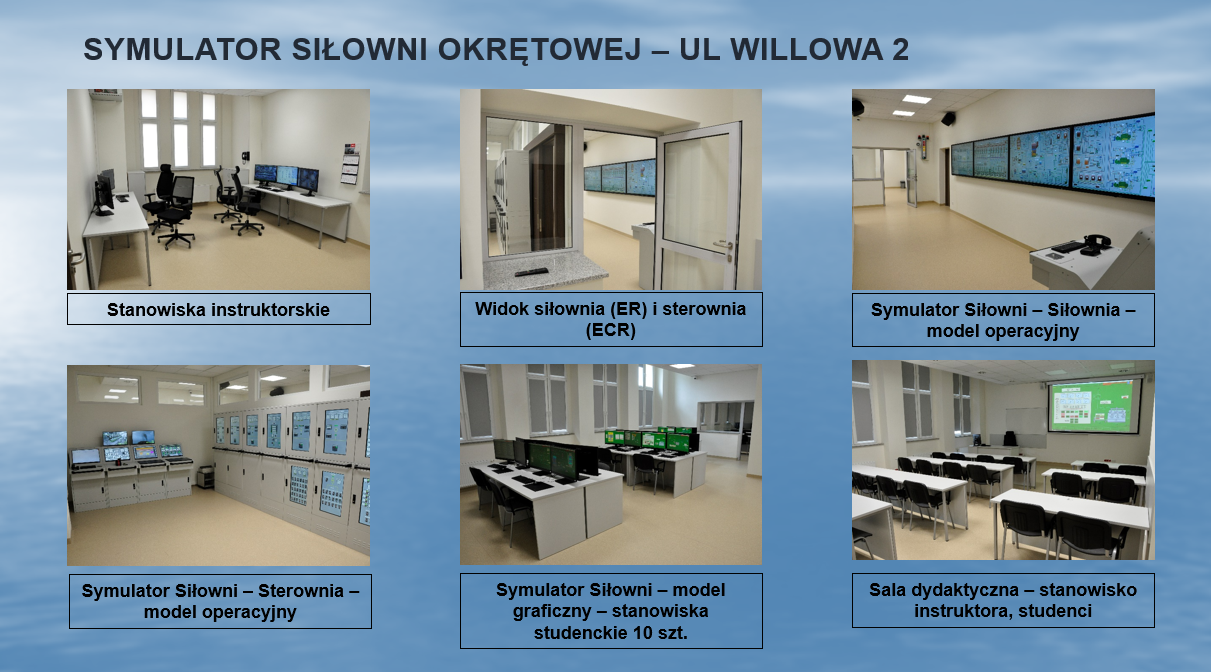 SYMULATOR SIŁOWNI OKRĘTOWEJ – UL WILLOWA 2
Stanowiska instruktorskie
Widok siłownia (ER) i sterownia
(ECR)
Symulator Siłowni – Siłownia –
model operacyjny
Symulator Siłowni – Sterownia –
model operacyjny
Symulator Siłowni – model
graficzny – stanowiska
studenckie 10 szt.
Sala dydaktyczna – stanowisko
instruktora, studenci